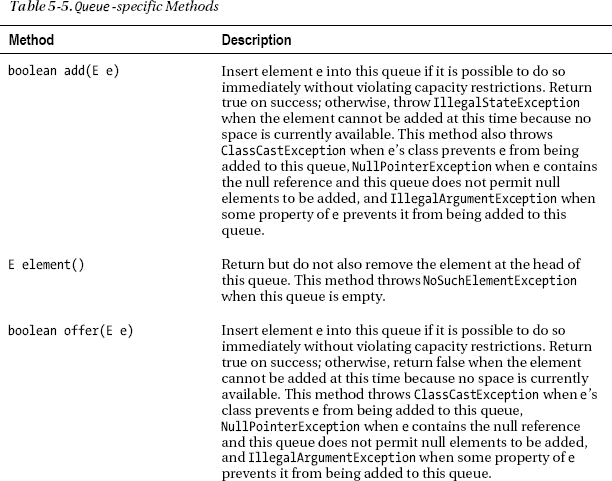 Table 5-5. Queue-specific Methods
Method Description
boolean add(E e) Insert element e into this queue if it is possible to do so
immediately without violating capacity restrictions. Return
true on success; otherwise, throw IllegalStateException
when the element cannot be added at this time because no
space is currently available. This method also throws
ClassCastException when e's class prevents e from being
added to this queue, NullPointerException when e contains
the null reference and this queue does not permit null
elements to be added, and IllegalArgumentException when
some property of e prevents it from being added to this
queue.
E element() Return but do not also remove the element at the head of
this queue. This method throws NoSuchElementException
when this queue is empty.
boolean offer(E e) Insert element e into this queue if it is possible to do so
immediately without violating capacity restrictions. Return
true on success; otherwise, return false when the element
cannot be added at this time because no space is currently
available. This method throws ClassCastException when e's
class prevents e from being added to this queue,
NullPointerException when e contains the null reference
and this queue does not permit null elements to be added,
and IllegalArgumentException when some property of e
prevents it from being added to this queue.